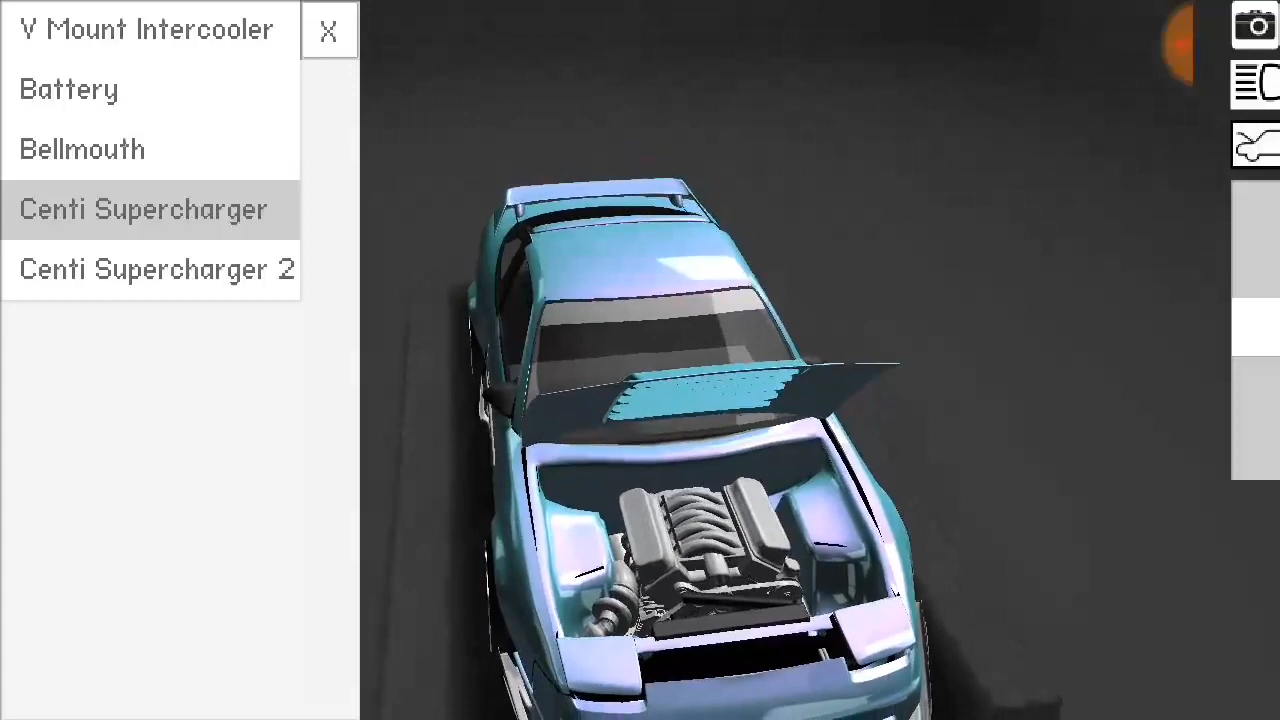 V Mount Intercooler
X
Battery
Bellmouth
Centi Supercharger
Centi Supercharger 2